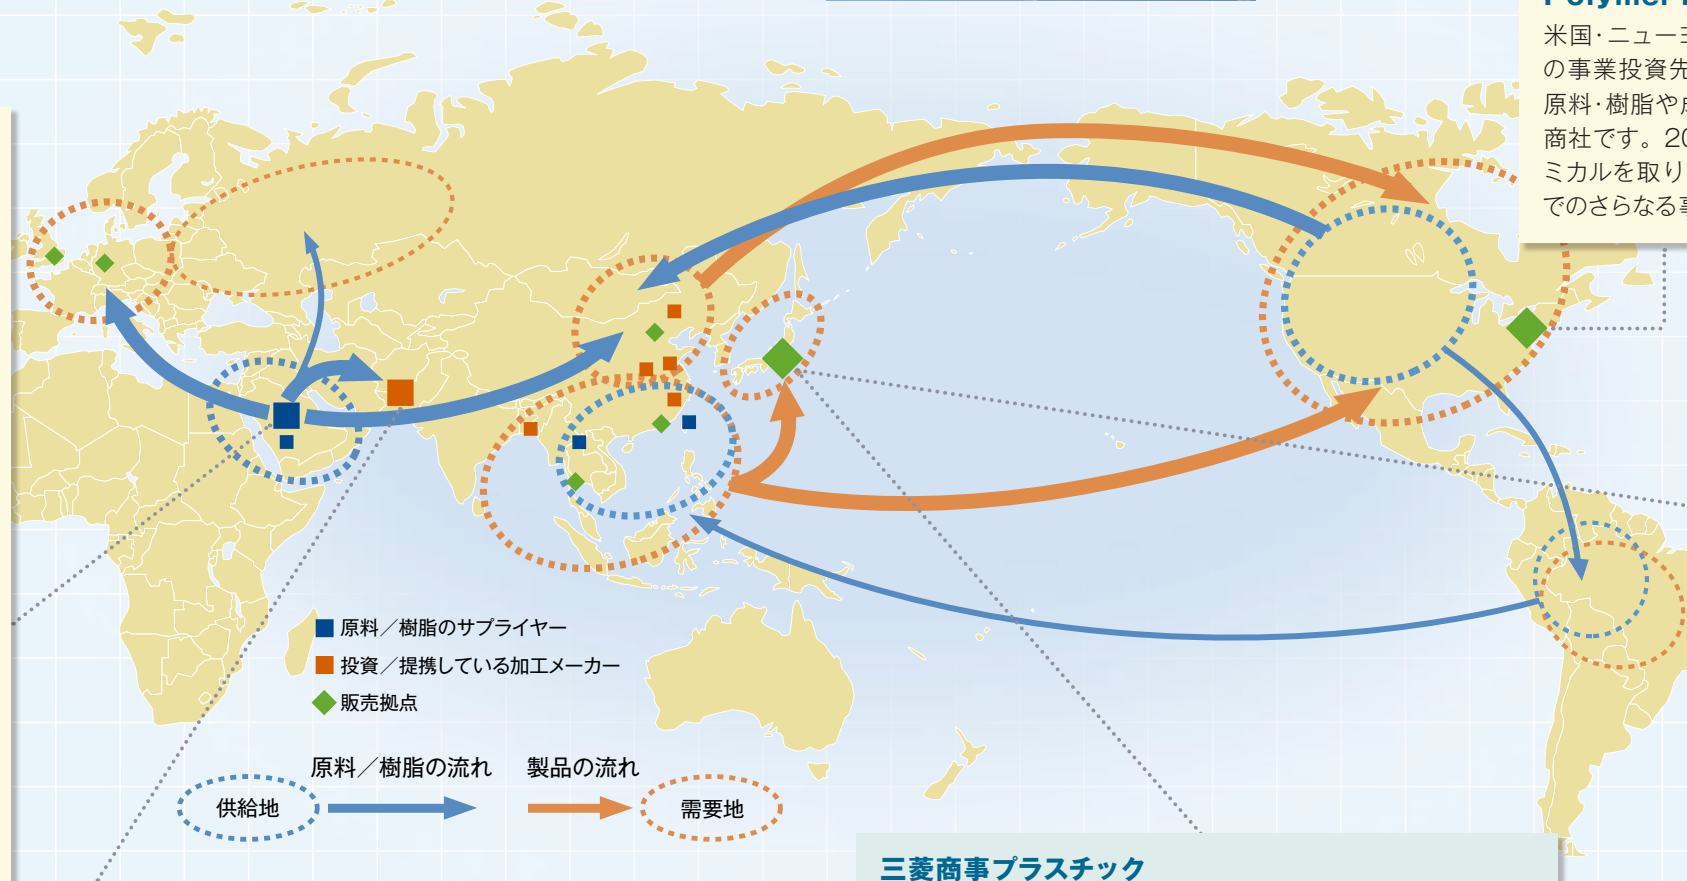 米国・ニューヨ
の事業投資先
原料・樹脂や
商社です。20
ミカルを取り
でのさらなる事
原料／樹脂のサプライヤー
投資／提携している加工メーカー
販売拠点
原料／樹脂の流れ 製品の流れ
供給地 需要地
三菱商事プラスチック